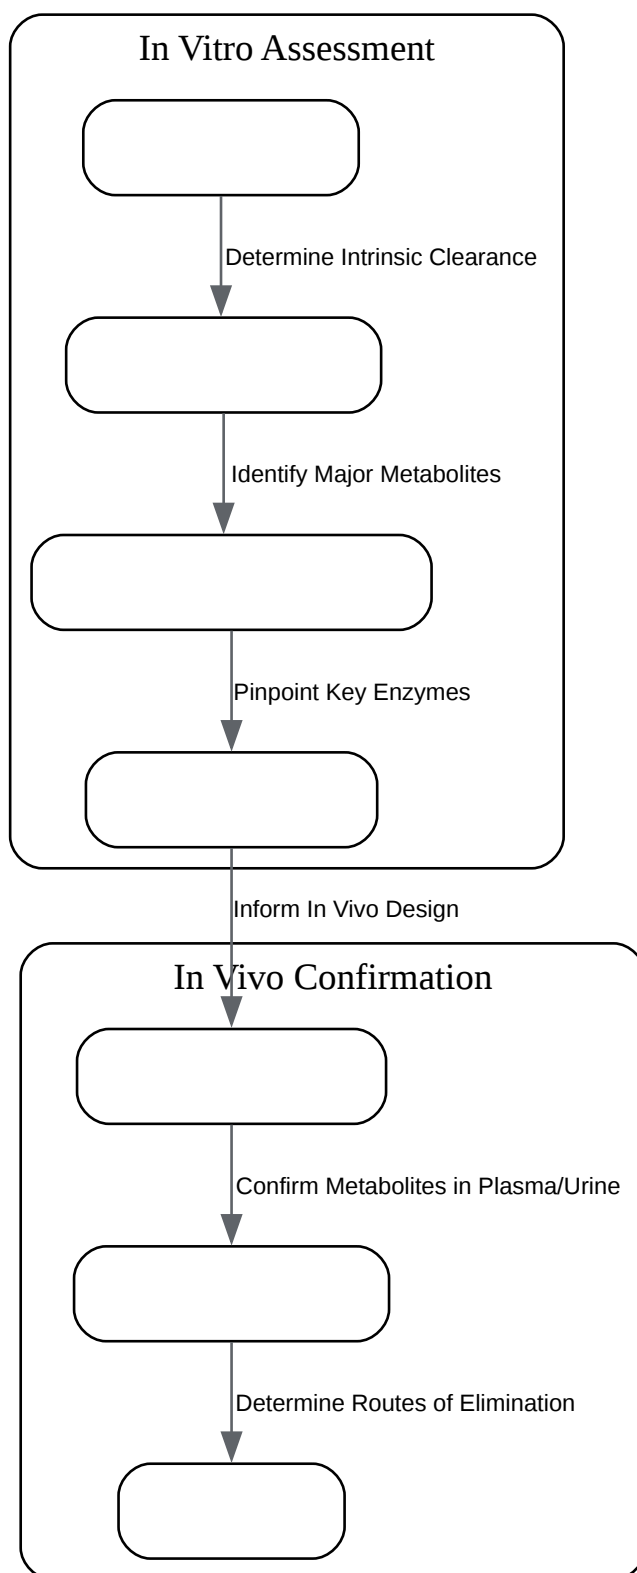 In Vitro Assessment
Determine Intrinsic Clearance
Identify Major Metabolites
Pinpoint Key Enzymes
Inform In Vivo Design
In Vivo Confirmation
Confirm Metabolites in Plasma/Urine
Determine Routes of Elimination